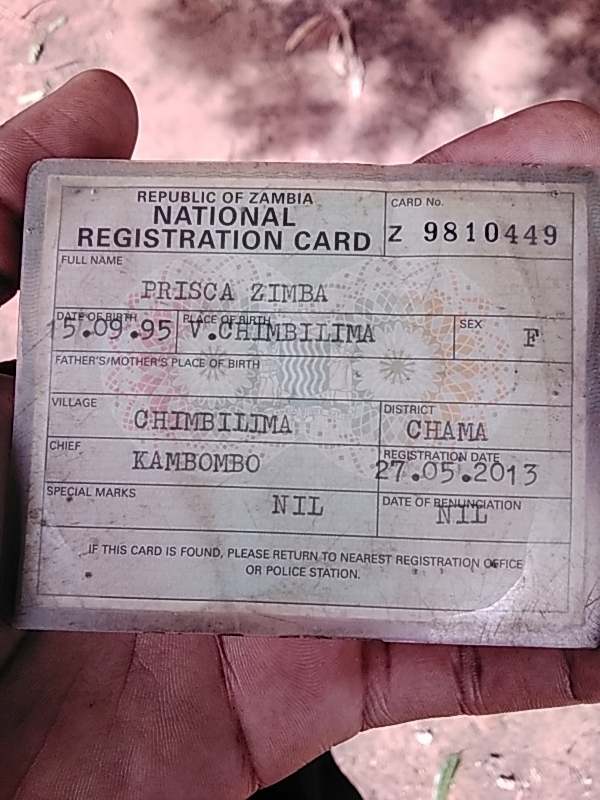 REPUBLIC OF ZAMBIA
NATIONAL
REGISTRATION CARD
CARD No.
Z 9810449
FULL NAME
PRISCA ZIMBA
DATE OF BIRTH
15.09.95
PLACE OF BIRTH
V.CHIMBILIMA
SEX
F
FATHER'S/MOTHER'S PLACE OF BIRTH
VILLAGE
CHIMBILIMA
DISTRICT
CHAMA
CHIEF
KAMBOMBO
REGISTRATION DATE
27.05.2013
SPECIAL MARKS
NIL
DATE OF RENUNCIATION
NIL
IF THIS CARD IS FOUND, PLEASE RETURN TO NEAREST REGISTRATION OFFICE
OR POLICE STATION.